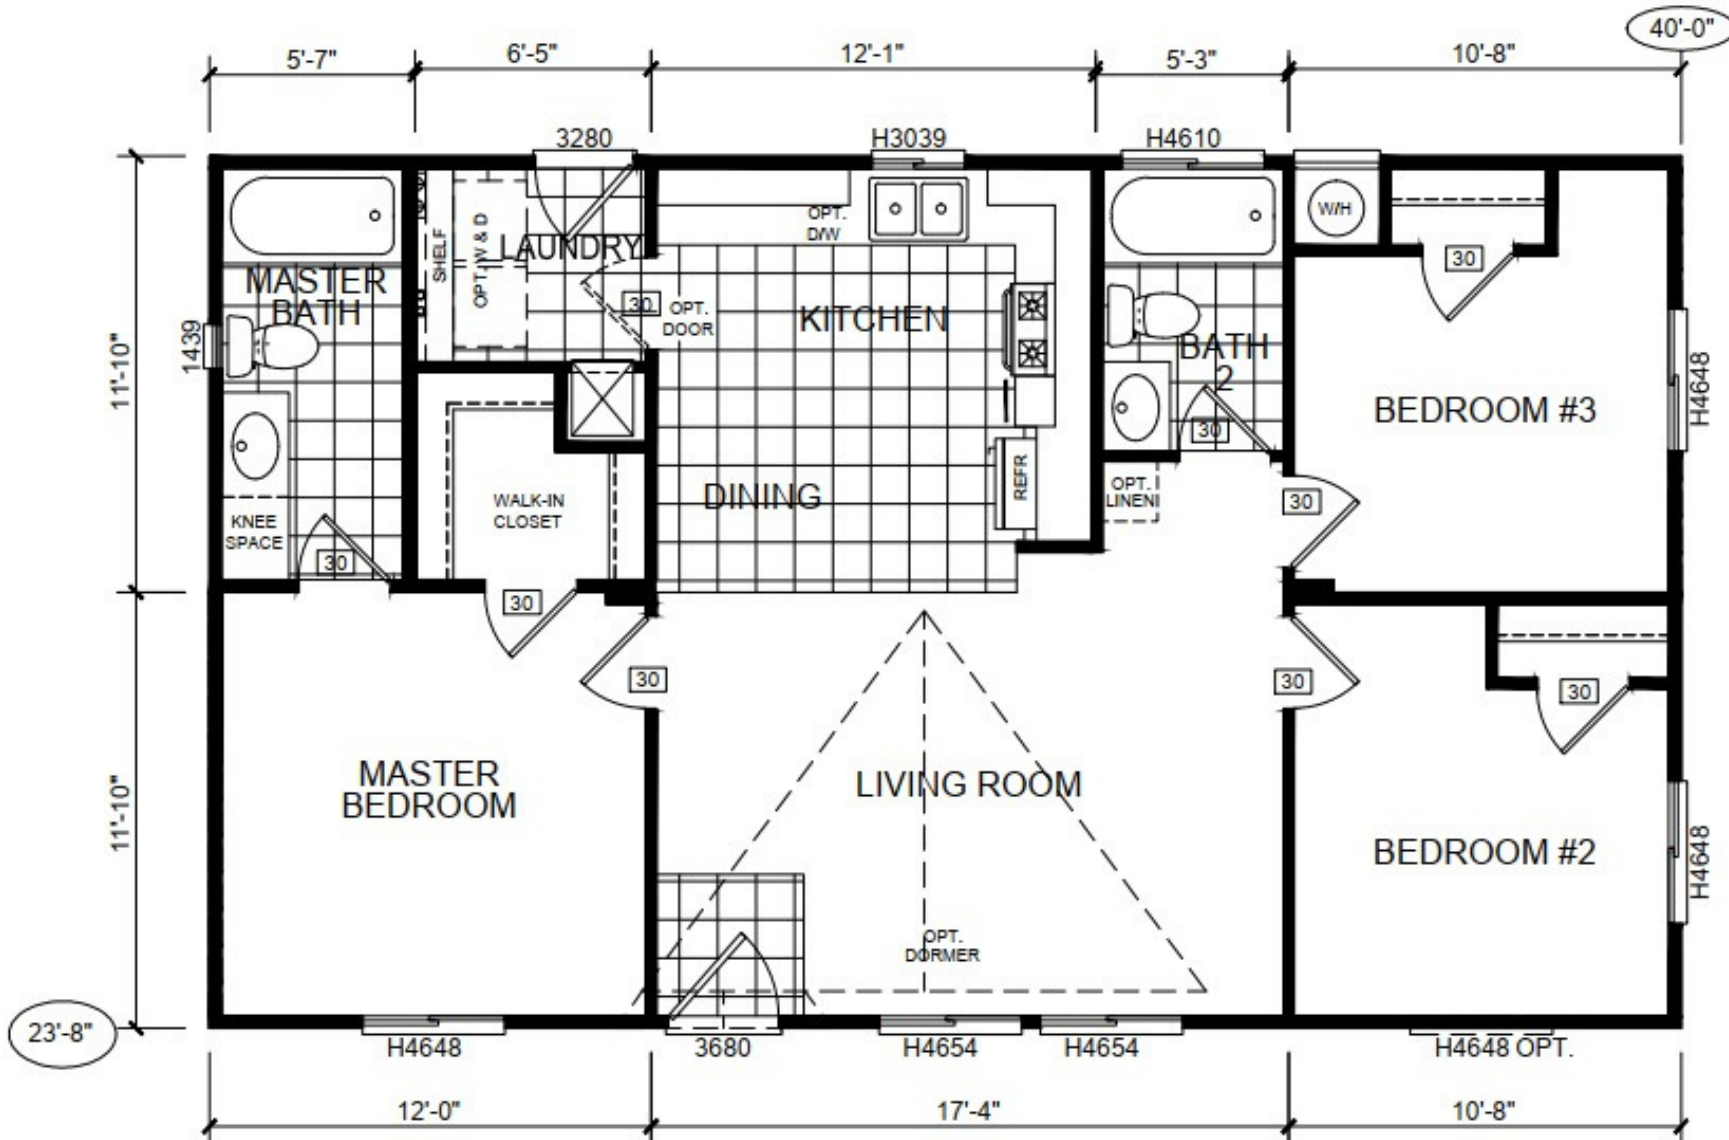 40'-0"
5'-7"
6'-5"
12'-1"
5'-3"
10'-8"
3280
H3039
H4610
W/H
OPT.
D/W
SHELF
OPT. W & D
LAUNDRY
30
MASTER
BATH
30
OPT.
DOOR
KITCHEN
1439
BATH
2
11'-10"
H4648
BEDROOM #3
30
REFR
OPT.
LINEN
DINING
WALK-IN
CLOSET
30
KNEE
SPACE
30
30
30
30
30
MASTER
BEDROOM
LIVING ROOM
11'-10"
BEDROOM #2
H4648
OPT.
DORMER
23'-8"
H4648
3680
H4654
H4654
H4648 OPT.
12'-0"
17'-4"
10'-8"